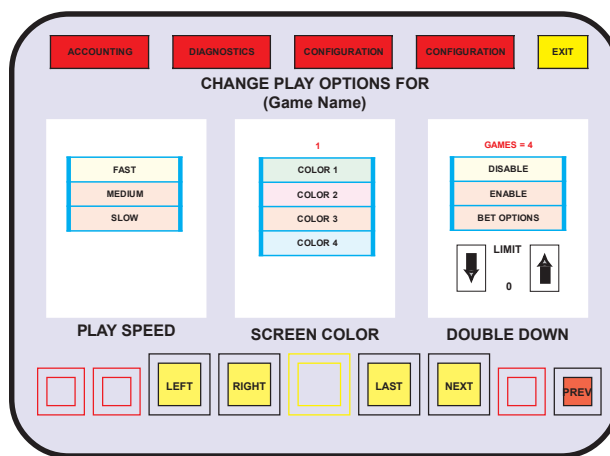 ACCOUNTING
DIAGNOSTICS
CONFIGURATION
CONFIGURATION
EXIT
CHANGE PLAY OPTIONS FOR
(Game Name)
FAST
MEDIUM
SLOW
PLAY SPEED
1
COLOR 1
COLOR 2
COLOR 3
COLOR 4
SCREEN COLOR
GAMES = 4
DISABLE
ENABLE
BET OPTIONS
LIMIT
0
DOUBLE DOWN
LEFT
RIGHT
LAST
NEXT
PREV